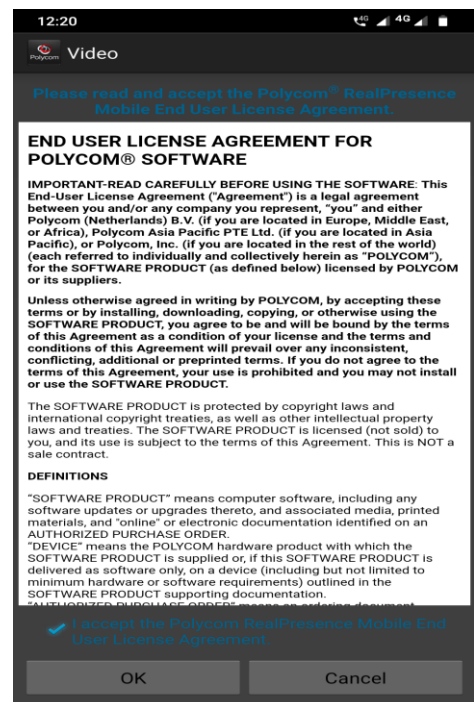 12:20
4G 4G
Polycom Video
Please read and accept the Polycom® RealPresence
Mobile End User License Agreement.
END USER LICENSE AGREEMENT FOR
POLYCOM® SOFTWARE
IMPORTANT-READ CAREFULLY BEFORE USING THE SOFTWARE: This
End-User License Agreement ("Agreement") is a legal agreement
between you and/or any company you represent, "you" and either
Polycom (Netherlands) B.V. (if you are located in Europe, Middle East,
or Africa), Polycom Asia Pacific PTE Ltd. (if you are located in Asia
Pacific), or Polycom, Inc. (if you are located in the rest of the world)
(each referred to individually and collectively herein as "POLYCOM"),
for the SOFTWARE PRODUCT (as defined below) licensed by POLYCOM
or its suppliers.
Unless otherwise agreed in writing by POLYCOM, by accepting these
terms or by installing, downloading, copying, or otherwise using the
SOFTWARE PRODUCT, you agree to be and will be bound by the terms
of this Agreement as a condition of your license and the terms and
conditions of this Agreement will prevail over any inconsistent,
conflicting, additional or preprinted terms. If you do not agree to the
terms of this Agreement, your use is prohibited and you may not install
or use the SOFTWARE PRODUCT.
The SOFTWARE PRODUCT is protected by copyright laws and
international copyright treaties, as well as other intellectual property
laws and treaties. The SOFTWARE PRODUCT is licensed (not sold) to
you, and its use is subject to the terms of this Agreement. This is NOT a
sale contract.
DEFINITIONS
"SOFTWARE PRODUCT" means computer software, including any
software updates or upgrades thereto, and associated media, printed
materials, and "online" or electronic documentation identified on an
AUTHORIZED PURCHASE ORDER.
"DEVICE" means the POLYCOM hardware product with which the
SOFTWARE PRODUCT is supplied or, if this SOFTWARE PRODUCT is
delivered as software only, on a device (including but not limited to
minimum hardware or software requirements) outlined in the
SOFTWARE PRODUCT supporting documentation.
"AUTHORIZED PURCHASE ORDER" means an ordering document
I accept the Polycom RealPresence Mobile End
User License Agreement.
OK Cancel